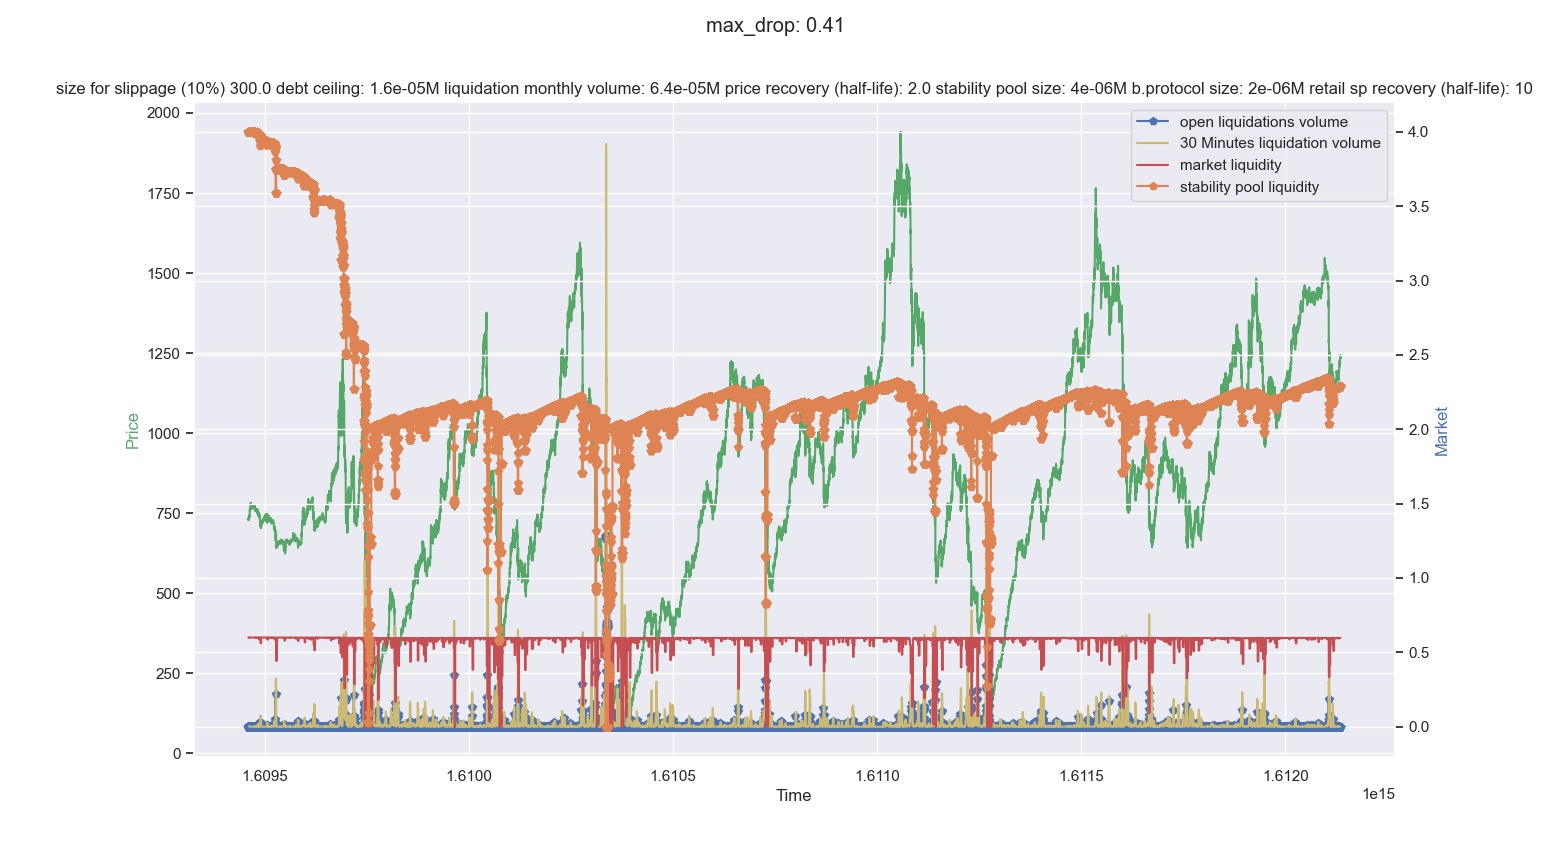 max_drop: 0.41
size for slippage (10%) 300.0 debt ceiling: 1.6e-05M liquidation monthly volume: 6.4e-05M price recovery (half-life): 2.0 stability pool size: 4e-06M b.protocol size: 2e-06M retail sp recovery (half-life): 10
open liquidations volume
30 Minutes liquidation volume
market liquidity
stability pool liquidity
2000
1750
1500
1250
1000
750
500
250
0
Price
4.0
3.5
3.0
2.5
2.0
1.5
1.0
0.5
0.0
Market
1.6095 1.6100 1.6105 1.6110 1.6115 1.6120
Time
1e15